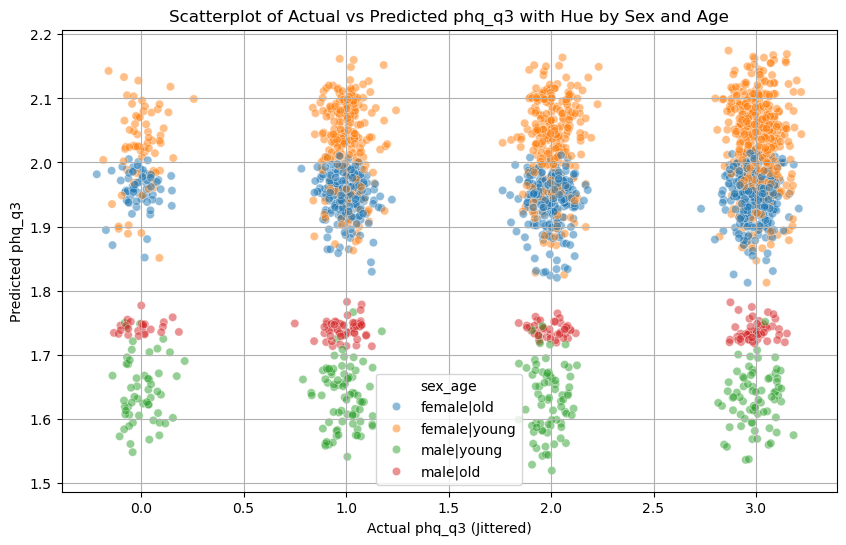 Scatterplot of Actual vs Predicted phq_q3 with Hue by Sex and Age
2.2
2.1
2.0
1.9
1.8
1.7
1.6
1.5
Predicted phq_q3
sex_age
female|old
female|young
male|young
male|old
0.0 0.5 1.0 1.5 2.0 2.5 3.0
Actual phq_q3 (Jittered)